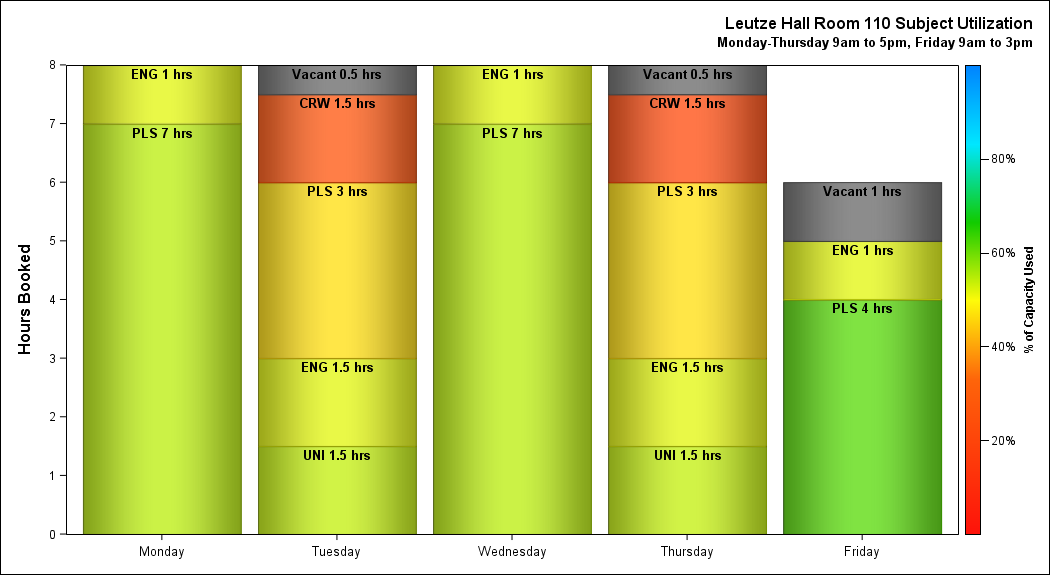 Leutze Hall Room 110 Subject Utilization
Monday-Thursday 9am to 5pm, Friday 9am to 3pm
Hours Booked
8
7
6
5
4
3
2
1
0
ENG 1 hrs
PLS 7 hrs
Vacant 0.5 hrs
CRW 1.5 hrs
PLS 3 hrs
ENG 1.5 hrs
UNI 1.5 hrs
ENG 1 hrs
PLS 7 hrs
Vacant 0.5 hrs
CRW 1.5 hrs
PLS 3 hrs
ENG 1.5 hrs
UNI 1.5 hrs
Vacant 1 hrs
ENG 1 hrs
PLS 4 hrs
Monday
Tuesday
Wednesday
Thursday
Friday
80%
60%
40%
20%
% of Capacity Used